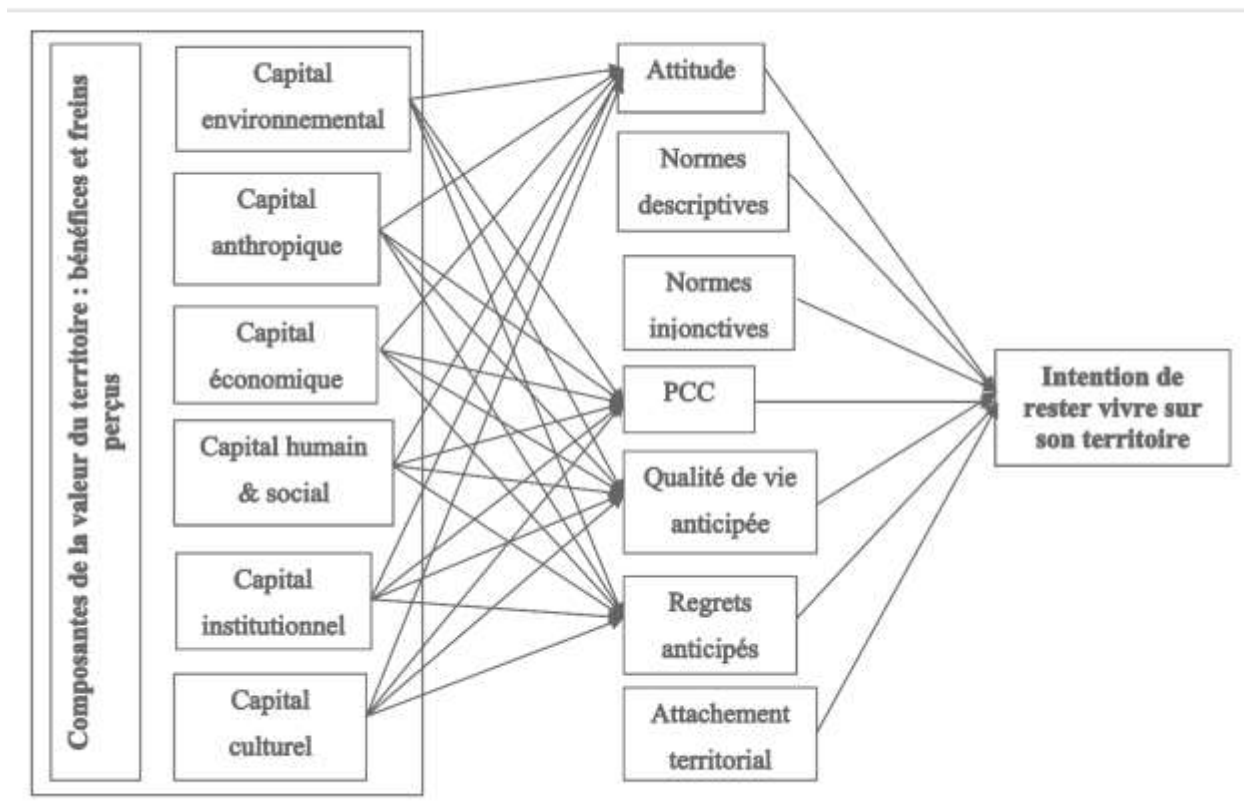 Composantes de la valeur du territoire : bénéfices et freins
perçus
Capital
environnemental
Capital
anthropique
Capital
économique
Capital humain
& social
Capital
institutionnel
Capital
culturel
Attitude
Normes
descriptives
Normes
injonctives
PCC
Qualité de vie
anticipée
Regrets
anticipés
Attachement
territorial
Intention de
rester vivre sur
son territoire